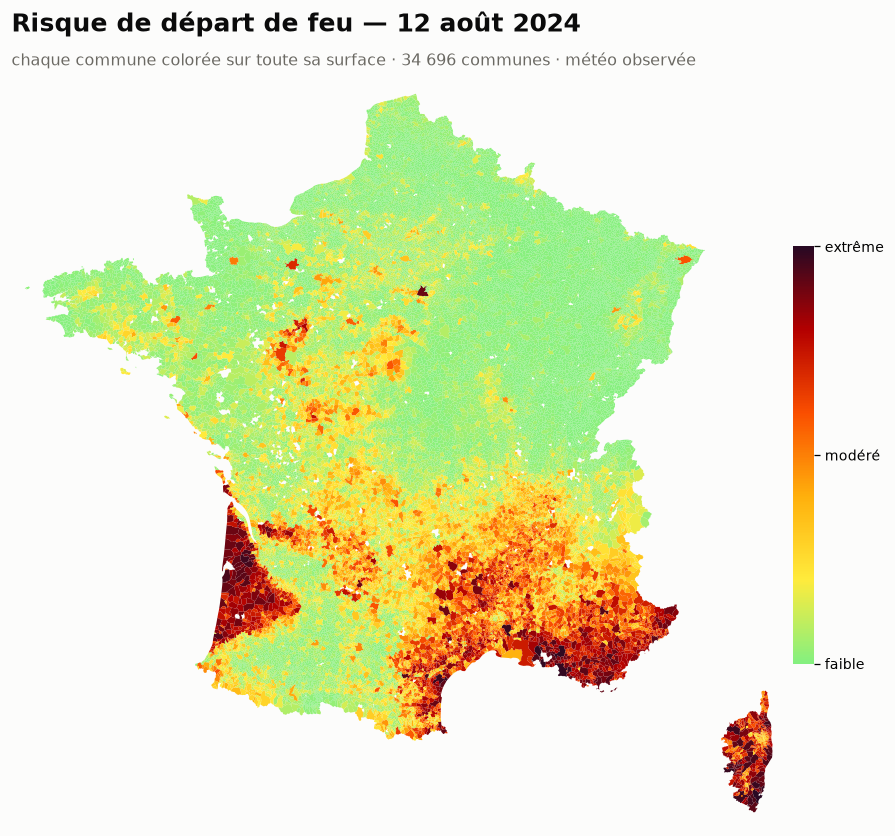 Risque de départ de feu — 12 août 2024
chaque commune colorée sur toute sa surface · 34 696 communes · météo observée
extrême
modéré
faible